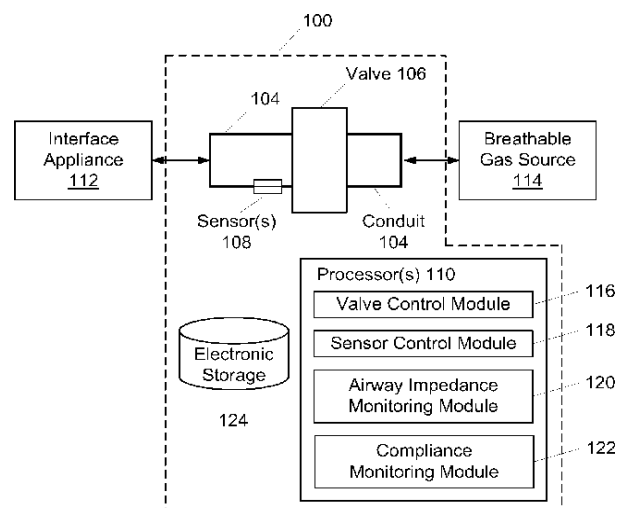 100
Valve 106
104
Interface
Appliance
112
Breathable
Gas Source
114
Sensor(s)
108
Conduit
104
Processor(s) 110
Valve Control Module
116
Sensor Control Module
118
Electronic
Storage
124
Airway Impedance
Monitoring Module
120
Compliance
Monitoring Module
122